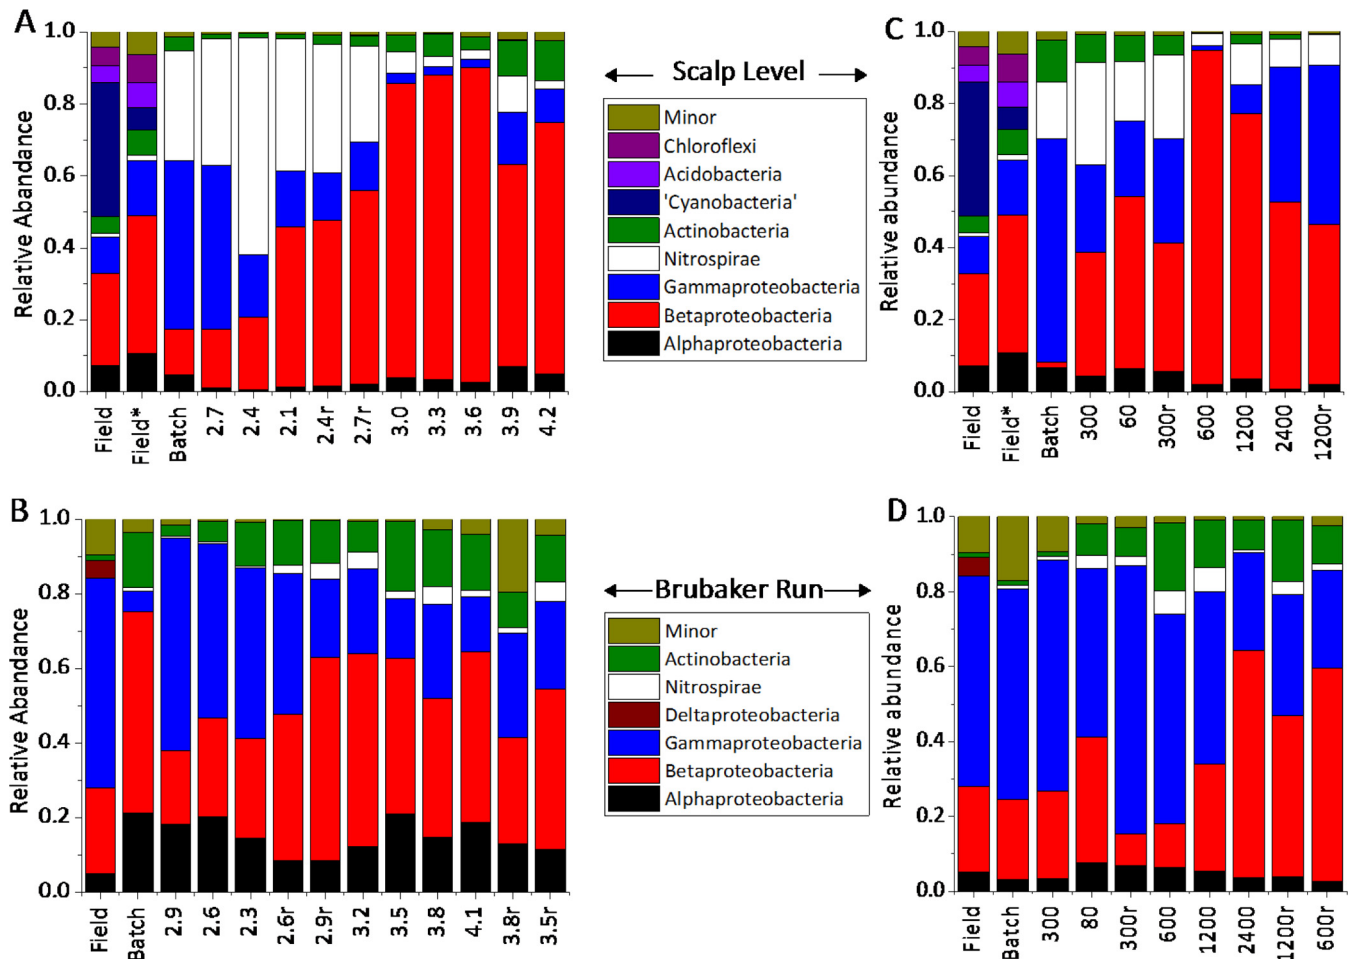 A
Relative Abundance
1.0
0.8
0.6
0.4
0.2
0.0
Field
Field*
Batch
2.7
2.4
2.1
2.4r
2.7r
3.0
3.3
3.6
3.9
4.2
Scalp Level
Minor
Chloroflexi
Acidobacteria
'Cyanobacteria'
Actinobacteria
Nitrospirae
Gammaproteobacteria
Betaproteobacteria
Alphaproteobacteria
C
Relative abundance
1.0
0.8
0.6
0.4
0.2
0.0
Field
Field*
Batch
300
60
300r
600
1200
2400
1200r
B
Relative Abundance
1.0
0.8
0.6
0.4
0.2
0.0
Field
Batch
2.9
2.6
2.3
2.6r
2.9r
3.2
3.5
3.8
4.1
3.8r
3.5r
Brubaker Run
Minor
Actinobacteria
Nitrospirae
Deltaproteobacteria
Gammaproteobacteria
Betaproteobacteria
Alphaproteobacteria
D
Relative abundance
1.0
0.8
0.6
0.4
0.2
0.0
Field
Batch
300
80
300r
600
1200
2400
1200r
600r